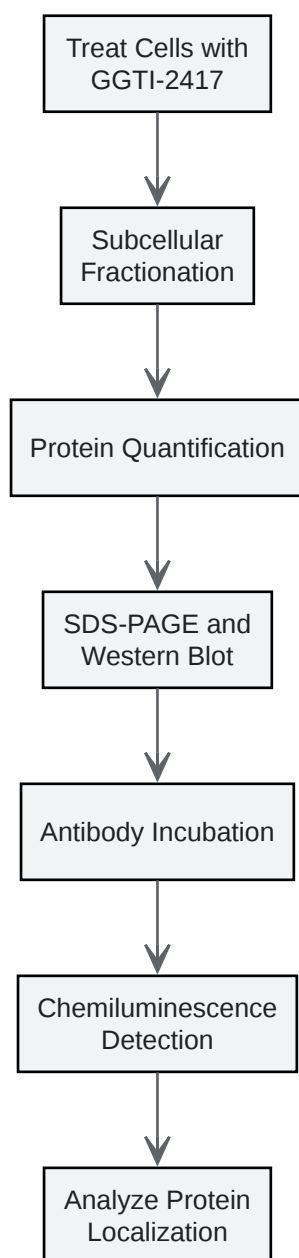 Treat Cells with
GGTI-2417
Subcellular
Fractionation
Protein Quantification
SDS-PAGE and
Western Blot
Antibody Incubation
Chemiluminescence
Detection
Analyze Protein
Localization